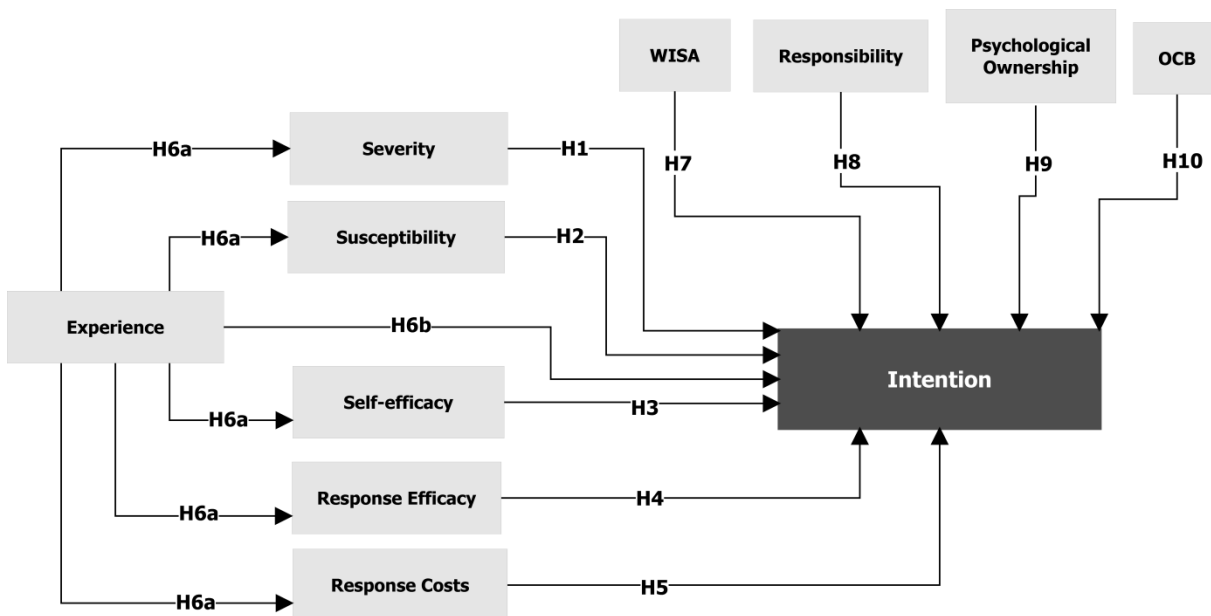 WISA
Responsibility
Psychological
Ownership
OCB
H6a
Severity
H1
H7
H8
H9
H10
H6a
Susceptibility
H2
Experience
H6b
Intention
H6a
Self-efficacy
H3
H6a
Response Efficacy
H4
H6a
Response Costs
H5